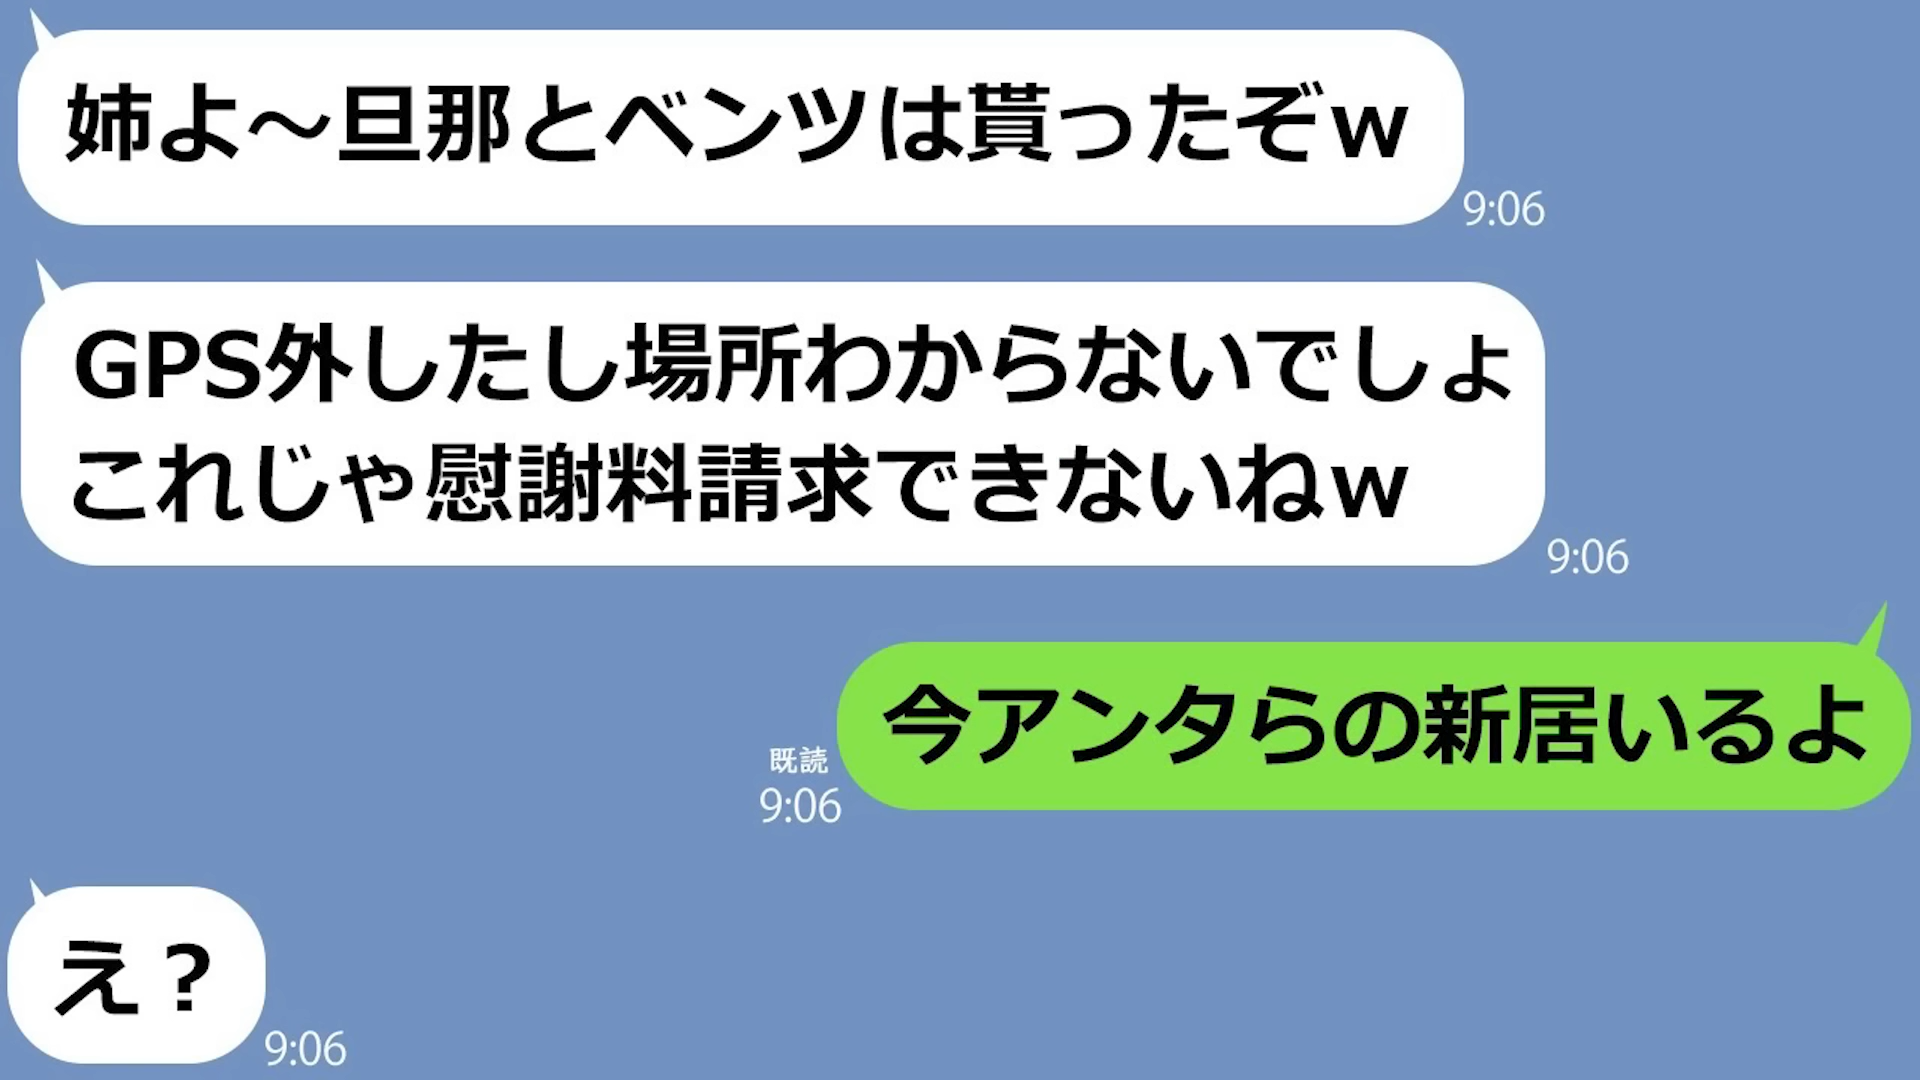 姉よ～旦那とベンツは貰ったぞw
9:06
GPS外したし場所わからないでしょ
これじゃ慰謝料請求できないねw
9:06
今アンタらの新居いるよ
既読
9:06
え？
9:06